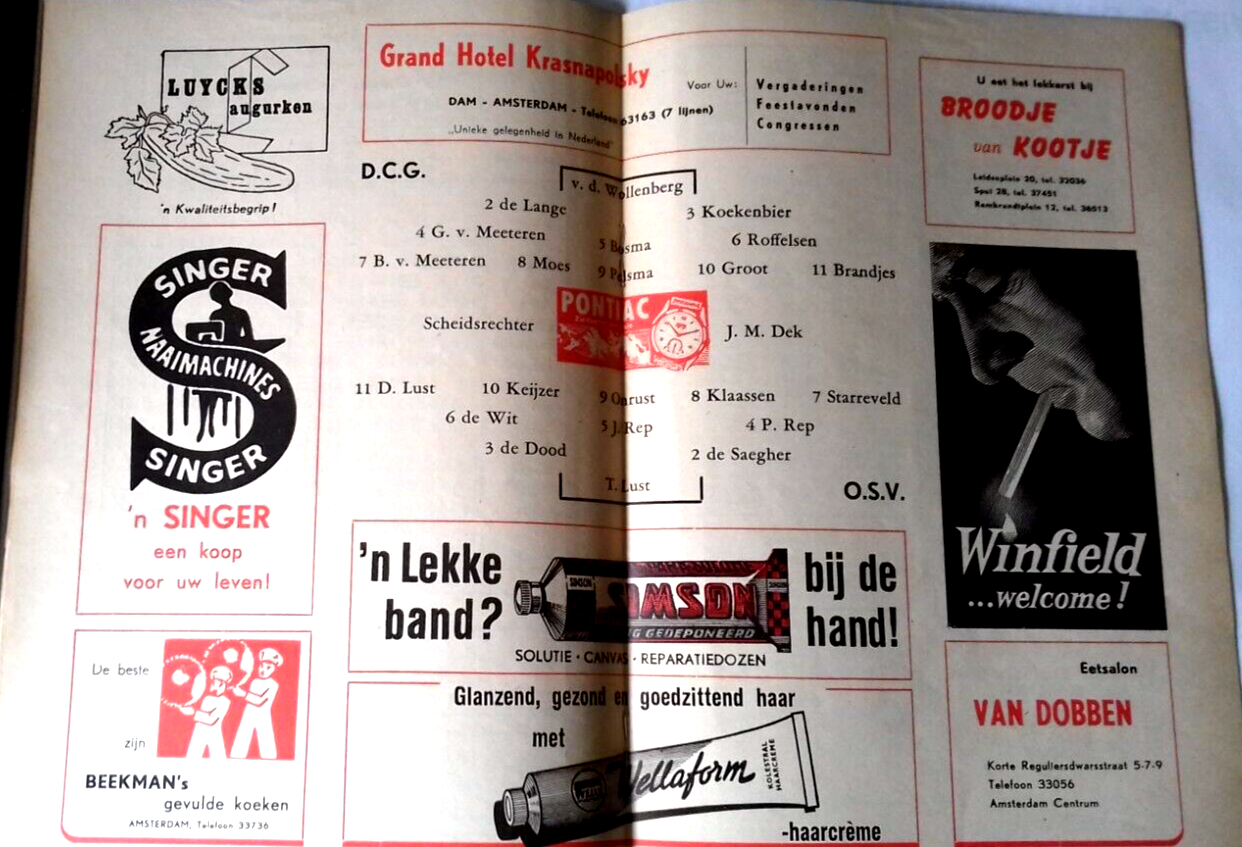 LUYCKS
augurken
'n Kwaliteitsbegrip!
Grand Hotel Krasnapolsky
DAM - AMSTERDAM - Telefoon 63163 (7 lijnen)
„Unieke gelegenheid in Nederland"
Voor Uw:
Vergaderingen
Feestavonden
Congressen
U eet het lekkerst bij
BROODJE
van KOOTJE
Leidseplein 20, tel. 32036
Spui 28, tel. 37451
Rembrandtplein 12, tel. 36513
SINGER
NAAIMACHINES
SINGER
'n SINGER
een koop
voor uw leven!
D.C.G.
v. d. Wollenberg
2 de Lange 3 Koekenbier
4 G. v. Meeteren 5 Bosma 6 Roffelsen
7 B. v. Meeteren 8 Moes 9 Pelsma 10 Groot 11 Brandjes
Scheidsrechter J. M. Dek
PONTIAC
11 D. Lust 10 Keijzer 9 Onrust 8 Klaassen 7 Starreveld
6 de Wit 5 J. Rep 4 P. Rep
3 de Dood 2 de Saegher
T. Lust
O.S.V.
Winfield
...welcome!
'n Lekke
band?
SIMSON
SIMSON
GEDEPONEERD
bij de
hand!
SOLUTIE · CANVAS · REPARATIEDOZEN
De beste
zijn
BEEKMAN's
gevulde koeken
AMSTERDAM, Telefoon 33736
Glanzend, gezond en goedzittend haar
met
Wellaform
KOLESTRAL
HAARCREME
-haarcrème
Eetsalon
VAN DOBBEN
Korte Reguliersdwarsstraat 5-7-9
Telefoon 33056
Amsterdam Centrum